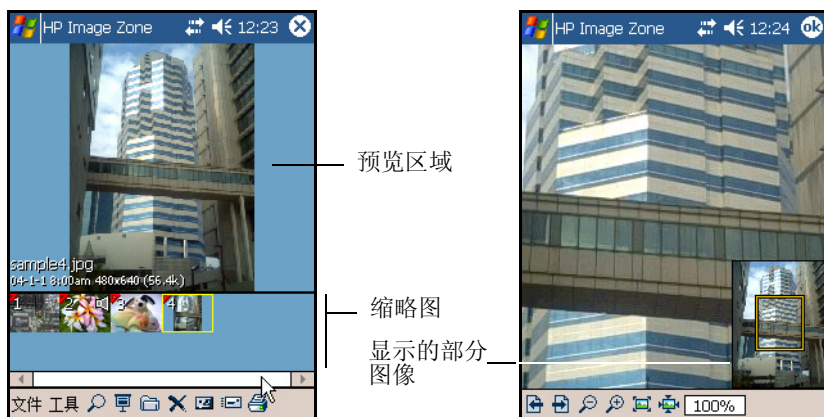 HP Image Zone 12:23
sample4.jpg
04-1-1 8:00am 480x640 (56.4k)
1 2 3 4
文件 工具
预览区域
缩略图
显示的部分
图像
HP Image Zone 12:24 ok
100%